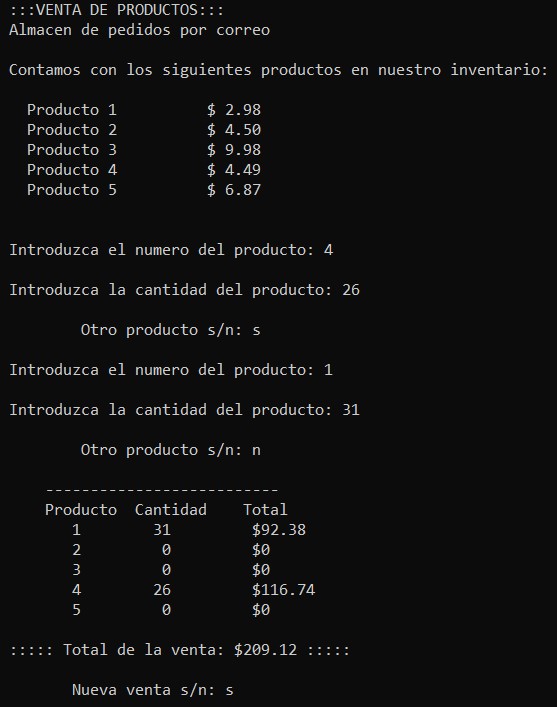 :::VENTA DE PRODUCTOS:::
Almacen de pedidos por correo
Contamos con los siguientes productos en nuestro inventario:
Producto 1 $ 2.98
Producto 2 $ 4.50
Producto 3 $ 9.98
Producto 4 $ 4.49
Producto 5 $ 6.87
Introduzca el numero del producto: 4
Introduzca la cantidad del producto: 26
Otro producto s/n: s
Introduzca el numero del producto: 1
Introduzca la cantidad del producto: 31
Otro producto s/n: n
--------------------------
Producto Cantidad Total
1 31 $92.38
2 0 $0
3 0 $0
4 26 $116.74
5 0 $0
::::: Total de la venta: $209.12 :::::
Nueva venta s/n: s